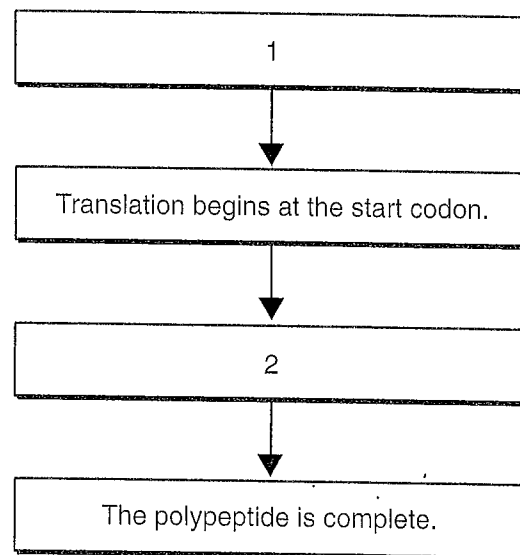 1
Translation begins at the start codon.
2
The polypeptide is complete.